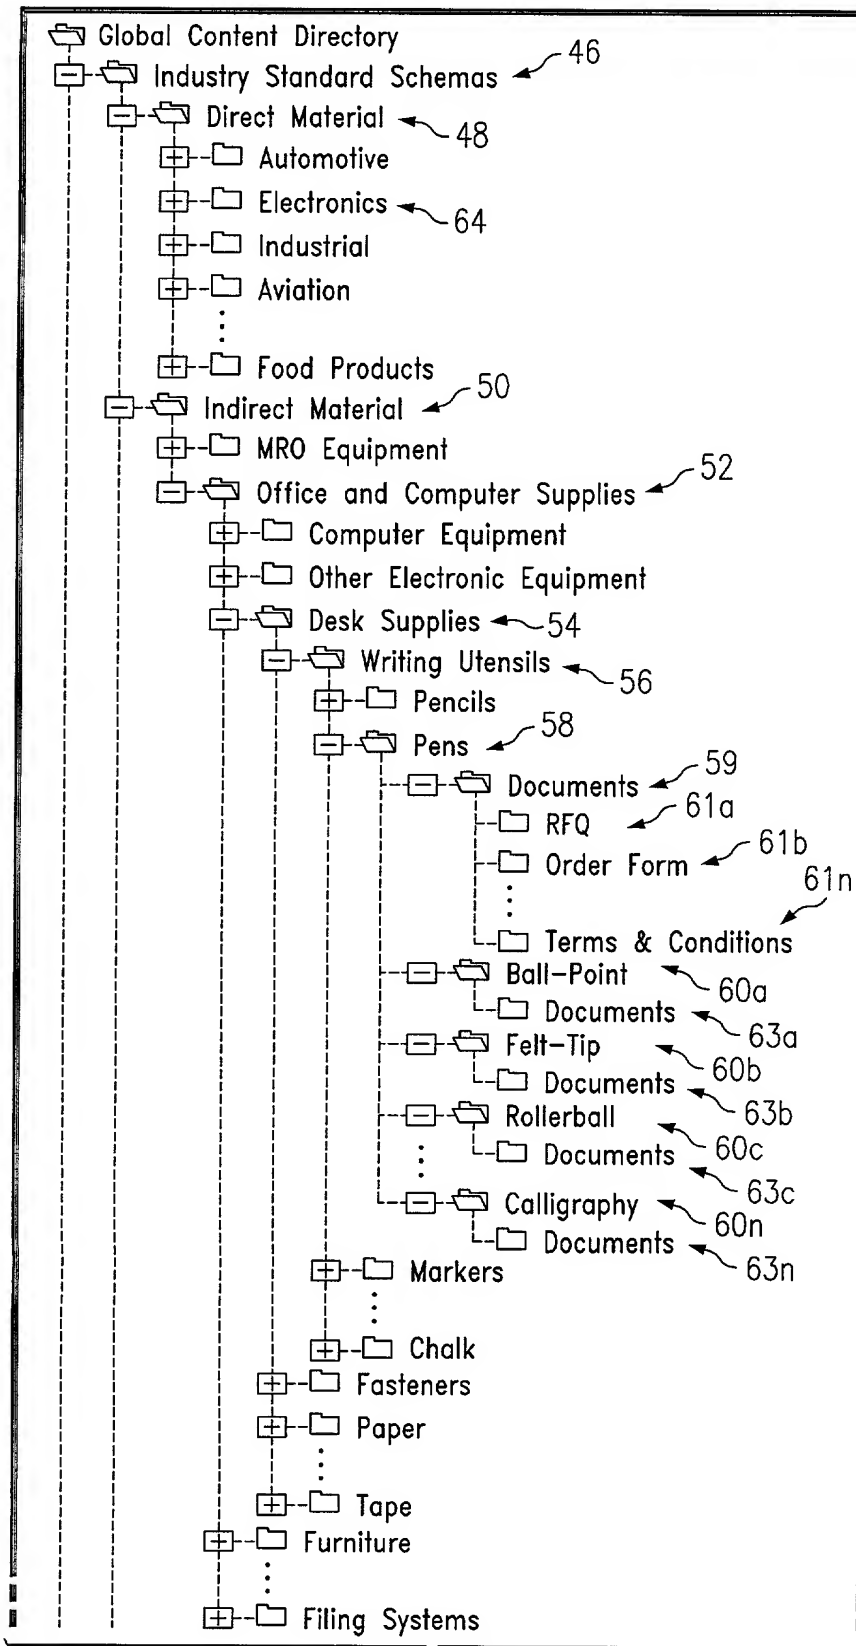 Global Content Directory
Industry Standard Schemas 46
Direct Material 48
Automotive
Electronics 64
Industrial
Aviation
Food Products
Indirect Material 50
MRO Equipment
Office and Computer Supplies 52
Computer Equipment
Other Electronic Equipment
Desk Supplies 54
Writing Utensils 56
Pencils
Pens 58
Documents 59
RFQ 61a
Order Form 61b
Terms & Conditions 61n
Ball-Point 60a
Documents 63a
Felt-Tip 60b
Documents 63b
Rollerball 60c
Documents 63c
Calligraphy 60n
Documents 63n
Markers
Chalk
Fasteners
Paper
Tape
Furniture
Filing Systems